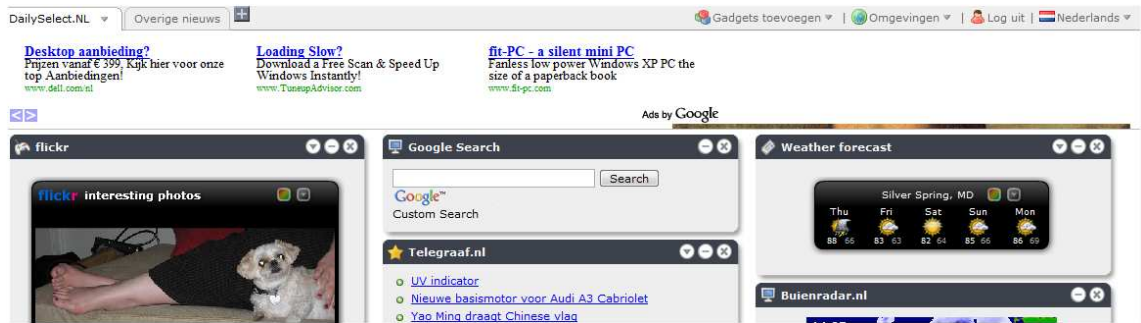 DailySelect.NL Overige nieuws Gadgets toevoegen | Omgevingen | Log uit | Nederlands
Desktop aanbieding?
Prijzen vanaf € 399, Kijk hier voor onze
top Aanbiedingen!
www.dell.com/nl
Loading Slow?
Download a Free Scan & Speed Up
Windows Instantly!
www.TuneupAdvisor.com
fit-PC - a silent mini PC
Fanless low power Windows XP PC the
size of a paperback book
www.fit-pc.com
Ads by Google
flickr
flickr interesting photos
Google Search
Search
Google™
Custom Search
Telegraaf.nl
UV indicator
Nieuwe basismotor voor Audi A3 Cabriolet
Yao Ming draagt Chinese vlag
Weather forecast
Silver Spring, MD
Thu Fri Sat Sun Mon
88 66 83 63 82 64 85 66 86 69
Buienradar.nl